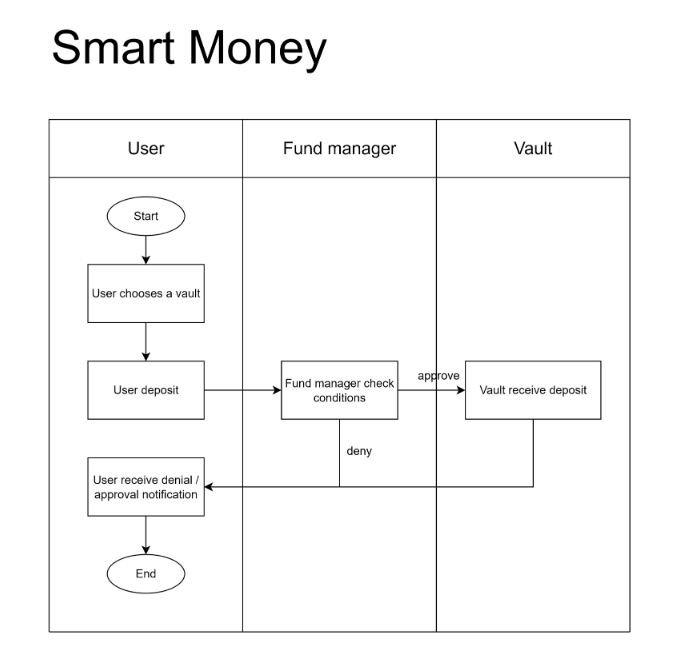 Smart Money
User
Fund manager
Vault
Start
User chooses a vault
User deposit
Fund manager check
conditions
approve
Vault receive deposit
deny
User receive denial /
approval notification
End